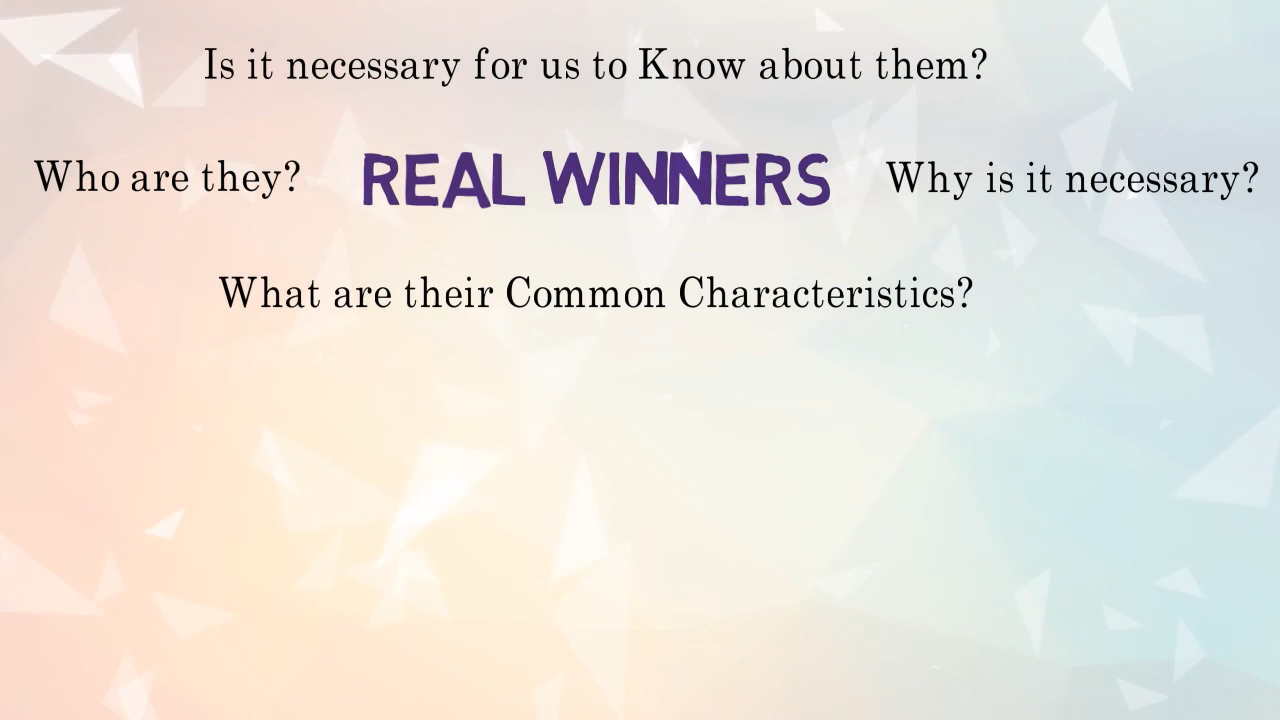 Is it necessary for us to Know about them?
Who are they?
REAL WINNERS
Why is it necessary?
What are their Common Characteristics?